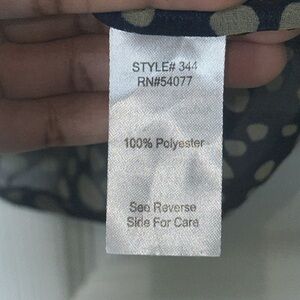 STYLE# 344
RN#54077
100% Polyester
See Reverse
Side For Care